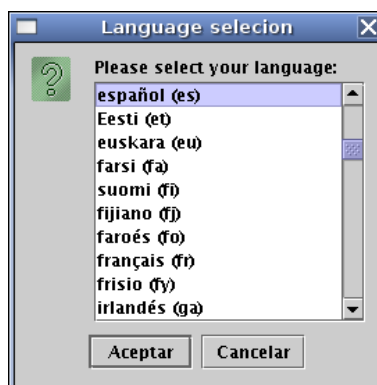 Language selecion
Please select your language:
español (es)
Eesti (et)
euskara (eu)
farsi (fa)
suomi (fi)
fijiano (fj)
faroés (fo)
français (fr)
frisio (fy)
irlandés (ga)
Aceptar Cancelar